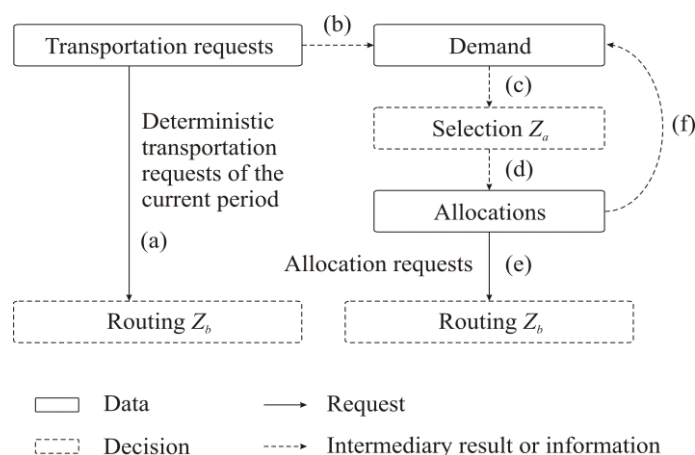 Transportation requests
(b)
Demand
(c)
Deterministic
transportation
requests of the
current period
Selection Zₐ
(f)
(d)
Allocations
(a)
Allocation requests
(e)
Routing Z_b
Routing Z_b
Data
Request
Decision
Intermediary result or information